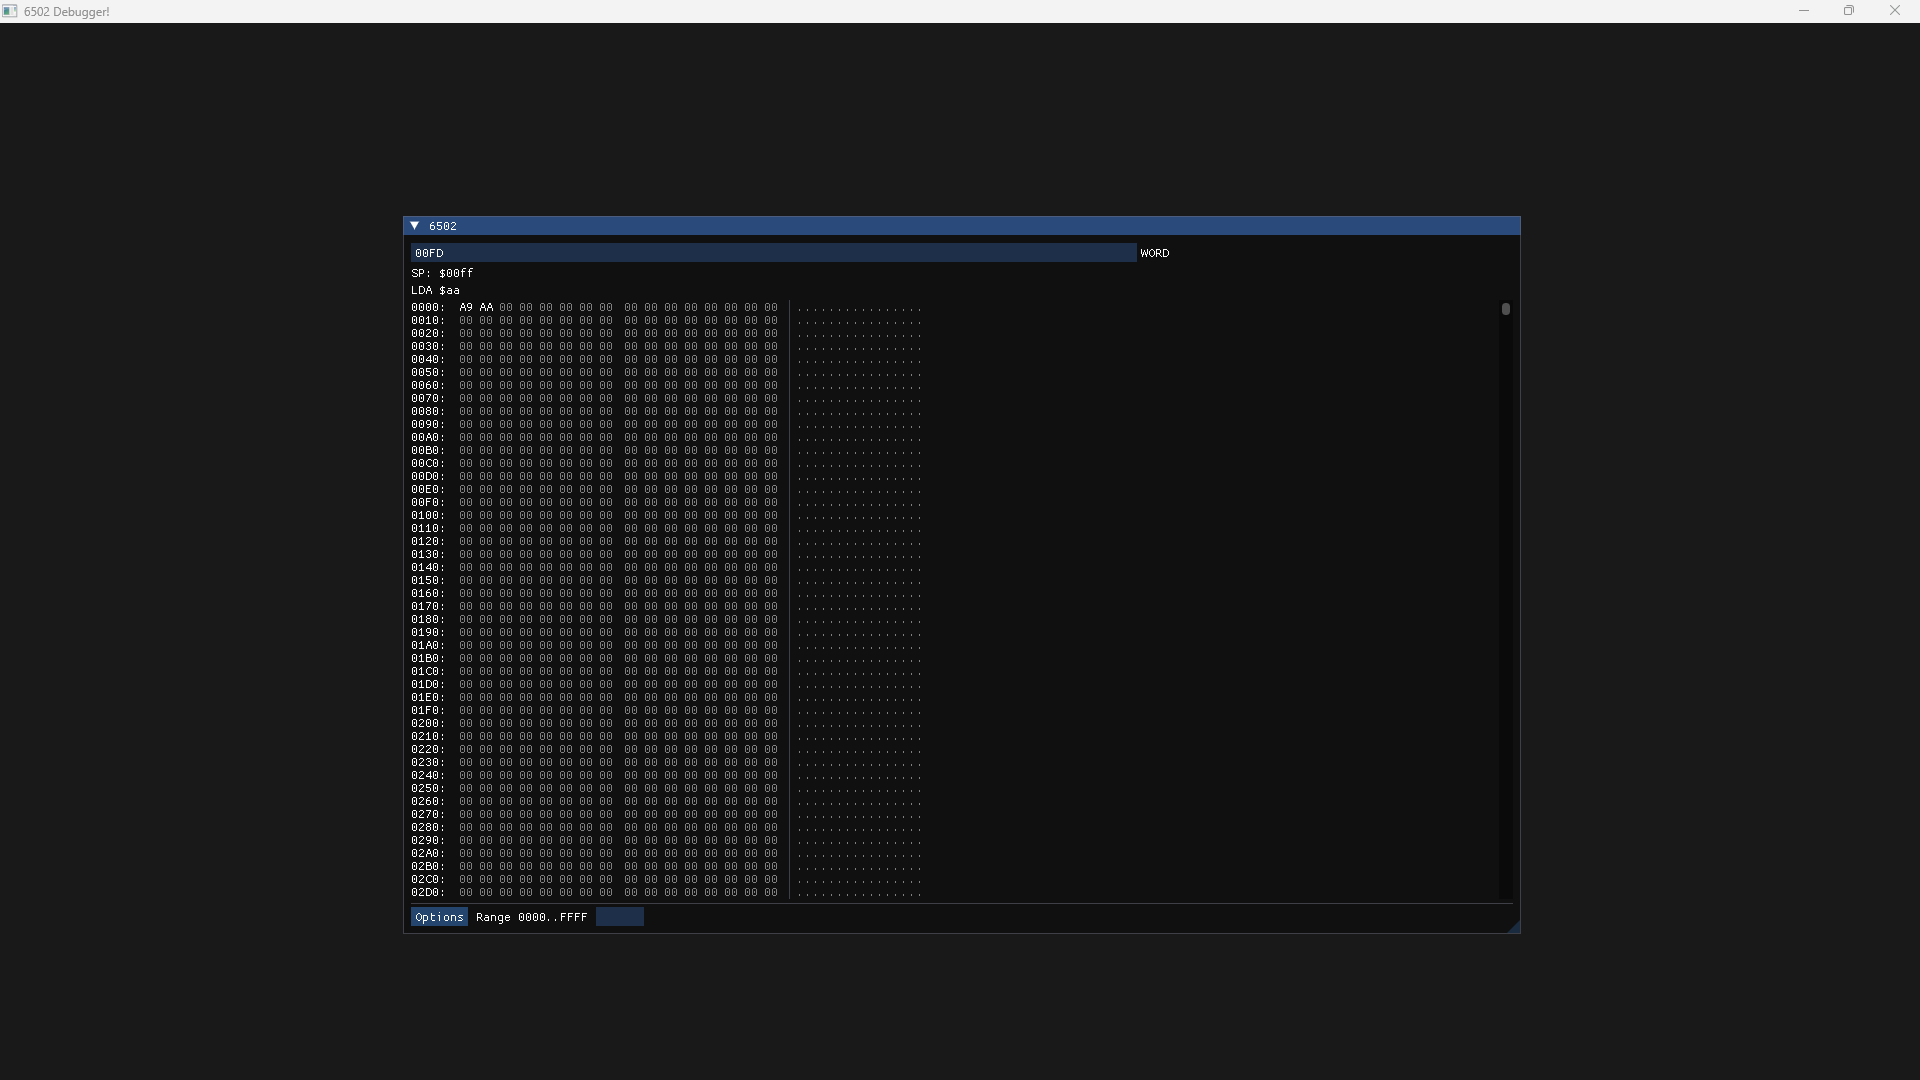 6502 Debugger!
6502
00FD WORD
SP: $00ff
LDA $aa
0000: A9 AA 00 00 00 00 00 00 00 00 00 00 00 00 00 00 ................
0010: 00 00 00 00 00 00 00 00 00 00 00 00 00 00 00 00 ................
0020: 00 00 00 00 00 00 00 00 00 00 00 00 00 00 00 00 ................
0030: 00 00 00 00 00 00 00 00 00 00 00 00 00 00 00 00 ................
0040: 00 00 00 00 00 00 00 00 00 00 00 00 00 00 00 00 ................
0050: 00 00 00 00 00 00 00 00 00 00 00 00 00 00 00 00 ................
0060: 00 00 00 00 00 00 00 00 00 00 00 00 00 00 00 00 ................
0070: 00 00 00 00 00 00 00 00 00 00 00 00 00 00 00 00 ................
0080: 00 00 00 00 00 00 00 00 00 00 00 00 00 00 00 00 ................
0090: 00 00 00 00 00 00 00 00 00 00 00 00 00 00 00 00 ................
00A0: 00 00 00 00 00 00 00 00 00 00 00 00 00 00 00 00 ................
00B0: 00 00 00 00 00 00 00 00 00 00 00 00 00 00 00 00 ................
00C0: 00 00 00 00 00 00 00 00 00 00 00 00 00 00 00 00 ................
00D0: 00 00 00 00 00 00 00 00 00 00 00 00 00 00 00 00 ................
00E0: 00 00 00 00 00 00 00 00 00 00 00 00 00 00 00 00 ................
00F0: 00 00 00 00 00 00 00 00 00 00 00 00 00 00 00 00 ................
0100: 00 00 00 00 00 00 00 00 00 00 00 00 00 00 00 00 ................
0110: 00 00 00 00 00 00 00 00 00 00 00 00 00 00 00 00 ................
0120: 00 00 00 00 00 00 00 00 00 00 00 00 00 00 00 00 ................
0130: 00 00 00 00 00 00 00 00 00 00 00 00 00 00 00 00 ................
0140: 00 00 00 00 00 00 00 00 00 00 00 00 00 00 00 00 ................
0150: 00 00 00 00 00 00 00 00 00 00 00 00 00 00 00 00 ................
0160: 00 00 00 00 00 00 00 00 00 00 00 00 00 00 00 00 ................
0170: 00 00 00 00 00 00 00 00 00 00 00 00 00 00 00 00 ................
0180: 00 00 00 00 00 00 00 00 00 00 00 00 00 00 00 00 ................
0190: 00 00 00 00 00 00 00 00 00 00 00 00 00 00 00 00 ................
01A0: 00 00 00 00 00 00 00 00 00 00 00 00 00 00 00 00 ................
01B0: 00 00 00 00 00 00 00 00 00 00 00 00 00 00 00 00 ................
01C0: 00 00 00 00 00 00 00 00 00 00 00 00 00 00 00 00 ................
01D0: 00 00 00 00 00 00 00 00 00 00 00 00 00 00 00 00 ................
01E0: 00 00 00 00 00 00 00 00 00 00 00 00 00 00 00 00 ................
01F0: 00 00 00 00 00 00 00 00 00 00 00 00 00 00 00 00 ................
0200: 00 00 00 00 00 00 00 00 00 00 00 00 00 00 00 00 ................
0210: 00 00 00 00 00 00 00 00 00 00 00 00 00 00 00 00 ................
0220: 00 00 00 00 00 00 00 00 00 00 00 00 00 00 00 00 ................
0230: 00 00 00 00 00 00 00 00 00 00 00 00 00 00 00 00 ................
0240: 00 00 00 00 00 00 00 00 00 00 00 00 00 00 00 00 ................
0250: 00 00 00 00 00 00 00 00 00 00 00 00 00 00 00 00 ................
0260: 00 00 00 00 00 00 00 00 00 00 00 00 00 00 00 00 ................
0270: 00 00 00 00 00 00 00 00 00 00 00 00 00 00 00 00 ................
0280: 00 00 00 00 00 00 00 00 00 00 00 00 00 00 00 00 ................
0290: 00 00 00 00 00 00 00 00 00 00 00 00 00 00 00 00 ................
02A0: 00 00 00 00 00 00 00 00 00 00 00 00 00 00 00 00 ................
02B0: 00 00 00 00 00 00 00 00 00 00 00 00 00 00 00 00 ................
02C0: 00 00 00 00 00 00 00 00 00 00 00 00 00 00 00 00 ................
02D0: 00 00 00 00 00 00 00 00 00 00 00 00 00 00 00 00 ................
Options Range 0000..FFFF